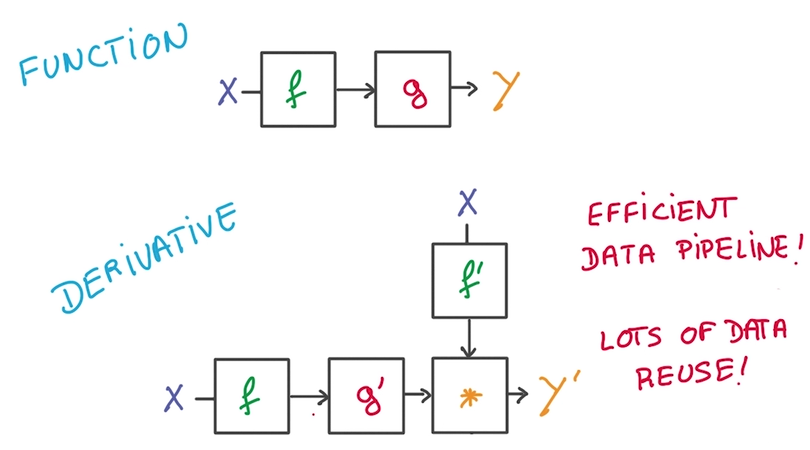 FUNCTION
X f g Y
DERIVATIVE
X
f'
X f g' * Y'
EFFICIENT
DATA PIPELINE!
LOTS OF DATA
REUSE!